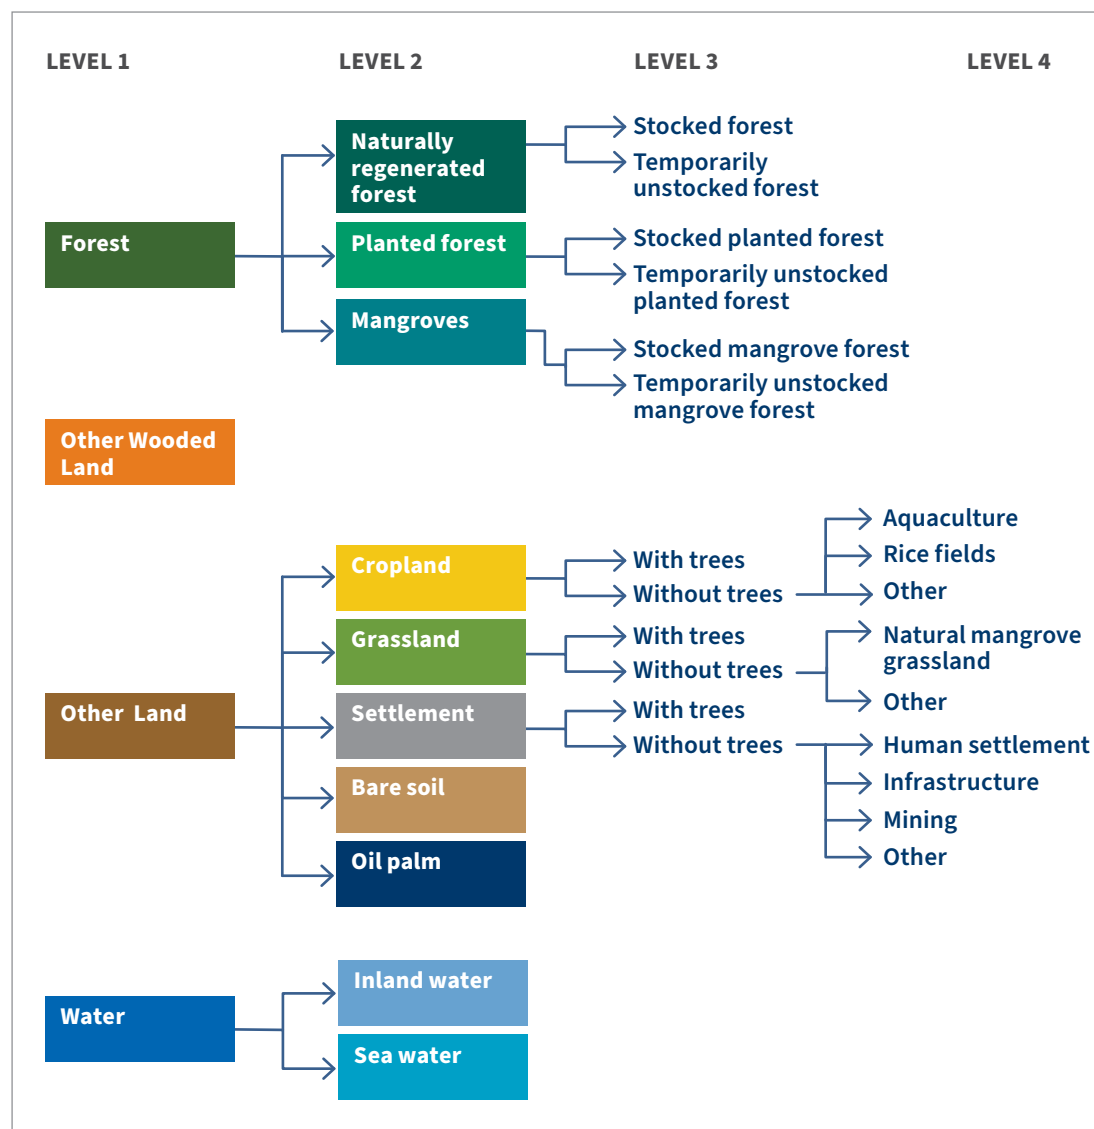 LEVEL 1
LEVEL 2
LEVEL 3
LEVEL 4
Forest
Naturally
regenerated
forest
Stocked forest
Temporarily
unstocked forest
Planted forest
Stocked planted forest
Temporarily unstocked
planted forest
Mangroves
Stocked mangrove forest
Temporarily unstocked
mangrove forest
Other Wooded
Land
Other Land
Cropland
With trees
Without trees
Aquaculture
Rice fields
Other
Grassland
With trees
Without trees
Natural mangrove
grassland
Other
Settlement
With trees
Without trees
Human settlement
Infrastructure
Mining
Other
Bare soil
Oil palm
Water
Inland water
Sea water